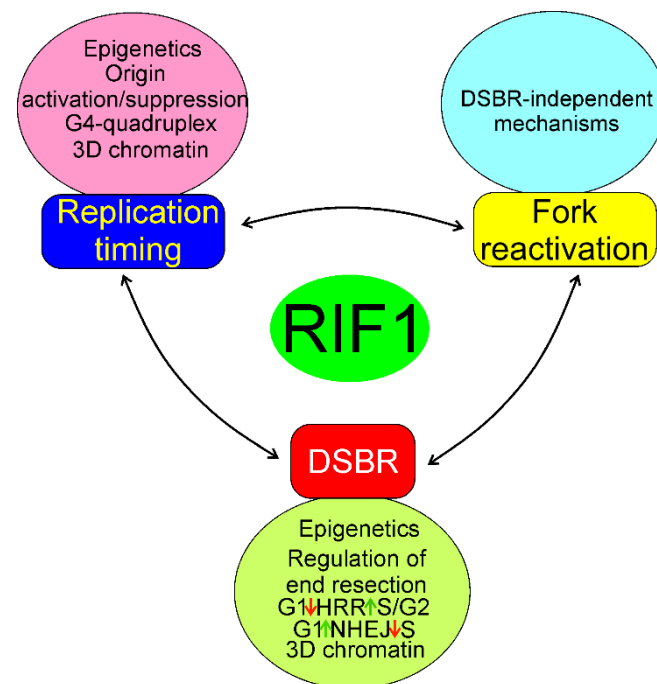 Epigenetics
Origin
activation/suppression
G4-quadruplex
3D chromatin
Replication
timing
DSBR-independent
mechanisms
Fork
reactivation
RIF1
DSBR
Epigenetics
Regulation of
end resection
G1↓HRR↑S/G2
G1↑NHEJ↓S
3D chromatin